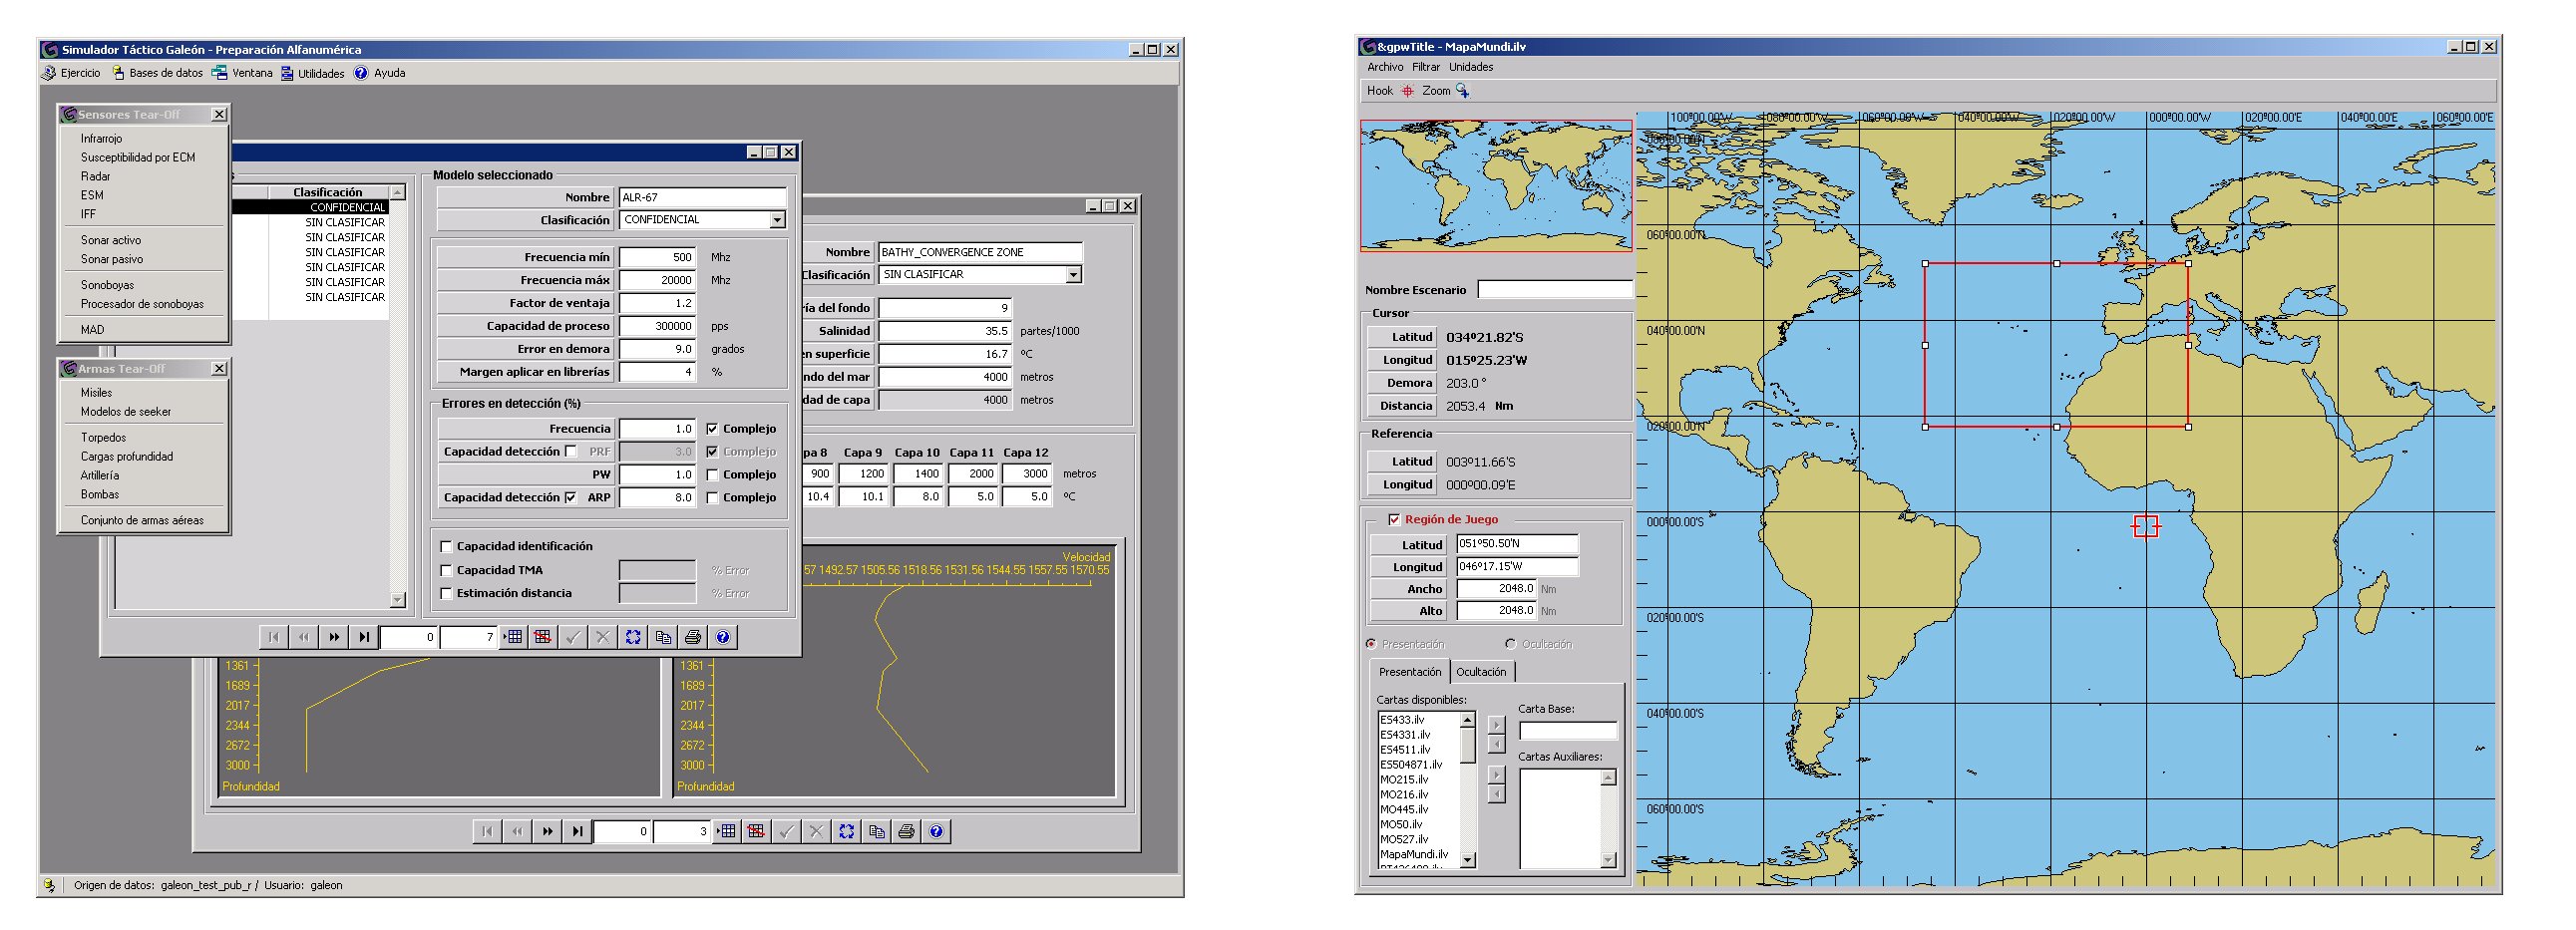 Simulador Táctico Galeón - Preparación Alfanumérica
Ejercicio Bases de datos Ventana Utilidades Ayuda
Sensores Tear-Off
Infrarrojo
Susceptibilidad por ECM
Radar
ESM
IFF
Sonar activo
Sonar pasivo
Sonoboyas
Procesador de sonoboyas
MAD
Armas Tear-Off
Misiles
Modelos de seeker
Torpedos
Cargas profundidad
Artillería
Bombas
Conjunto de armas aéreas
Clasificación
CONFIDENCIAL
SIN CLASIFICAR
SIN CLASIFICAR
SIN CLASIFICAR
SIN CLASIFICAR
SIN CLASIFICAR
SIN CLASIFICAR
Modelo seleccionado
Nombre ALR-67
Clasificación CONFIDENCIAL
Frecuencia mín 500 Mhz
Frecuencia máx 20000 Mhz
Factor de ventaja 1.2
Capacidad de proceso 300000 pps
Error en demora 9.0 grados
Margen aplicar en librerías 4 %
Errores en detección (%)
Frecuencia 1.0 Complejo
Capacidad detección PRF 3.0 Complejo
PW 1.0 Complejo
Capacidad detección ARP 8.0 Complejo
Capacidad identificación
Capacidad TMA % Error
Estimación distancia % Error
0 7
Nombre BATHY_CONVERGENCE ZONE
Clasificación SIN CLASIFICAR
ía del fondo 9
Salinidad 35.5 partes/1000
en superficie 16.7 ºC
ndo del mar 4000 metros
dad de capa 4000 metros
pa 8 Capa 9 Capa 10 Capa 11 Capa 12
900 1200 1400 2000 3000 metros
10.4 10.1 8.0 5.0 5.0 ºC
Velocidad
57 1492.57 1505.56 1518.56 1531.56 1544.55 1557.55 1570.55
1361
1689
2017
2344
2672
3000
Profundidad
1361
1689
2017
2344
2672
3000
Profundidad
0 3
Origen de datos: galeon_test_pub_r / Usuario: galeon
&gpwTitle - MapaMundi.ilv
Archivo Filtrar Unidades
Hook Zoom
Nombre Escenario
Cursor
Latitud 034º21.82'S
Longitud 015º25.23'W
Demora 203.0 º
Distancia 2053.4 Nm
Referencia
Latitud 003º11.66'S
Longitud 000º00.09'E
Región de Juego
Latitud 051º50.50'N
Longitud 046º17.15'W
Ancho 2048.0 Nm
Alto 2048.0 Nm
Presentación Ocultación
Presentación Ocultación
Cartas disponibles:
ES433.ilv
ES4331.ilv
ES4511.ilv
ES504871.ilv
MO215.ilv
MO216.ilv
MO445.ilv
MO50.ilv
MO527.ilv
MapaMundi.ilv
Carta Base:
Cartas Auxiliares:
100º00.00'W 080º00.00'W 060º00.00'W 040º00.00'W 020º00.00'W 000º00.00'W 020º00.00'E 040º00.00'E 060º00.00'E
080º00.00'N
060º00.00'N
040º00.00'N
020º00.00'N
000º00.00'S
020º00.00'S
040º00.00'S
060º00.00'S